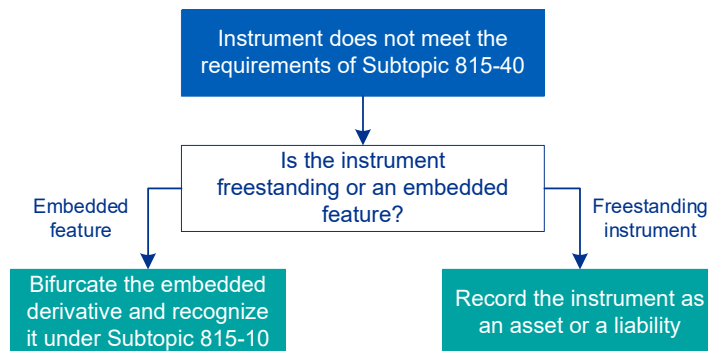 Instrument does not meet the
requirements of Subtopic 815-40
Is the instrument
freestanding or an embedded
feature?
Embedded
feature
Freestanding
instrument
Bifurcate the embedded
derivative and recognize
it under Subtopic 815-10
Record the instrument as
an asset or a liability